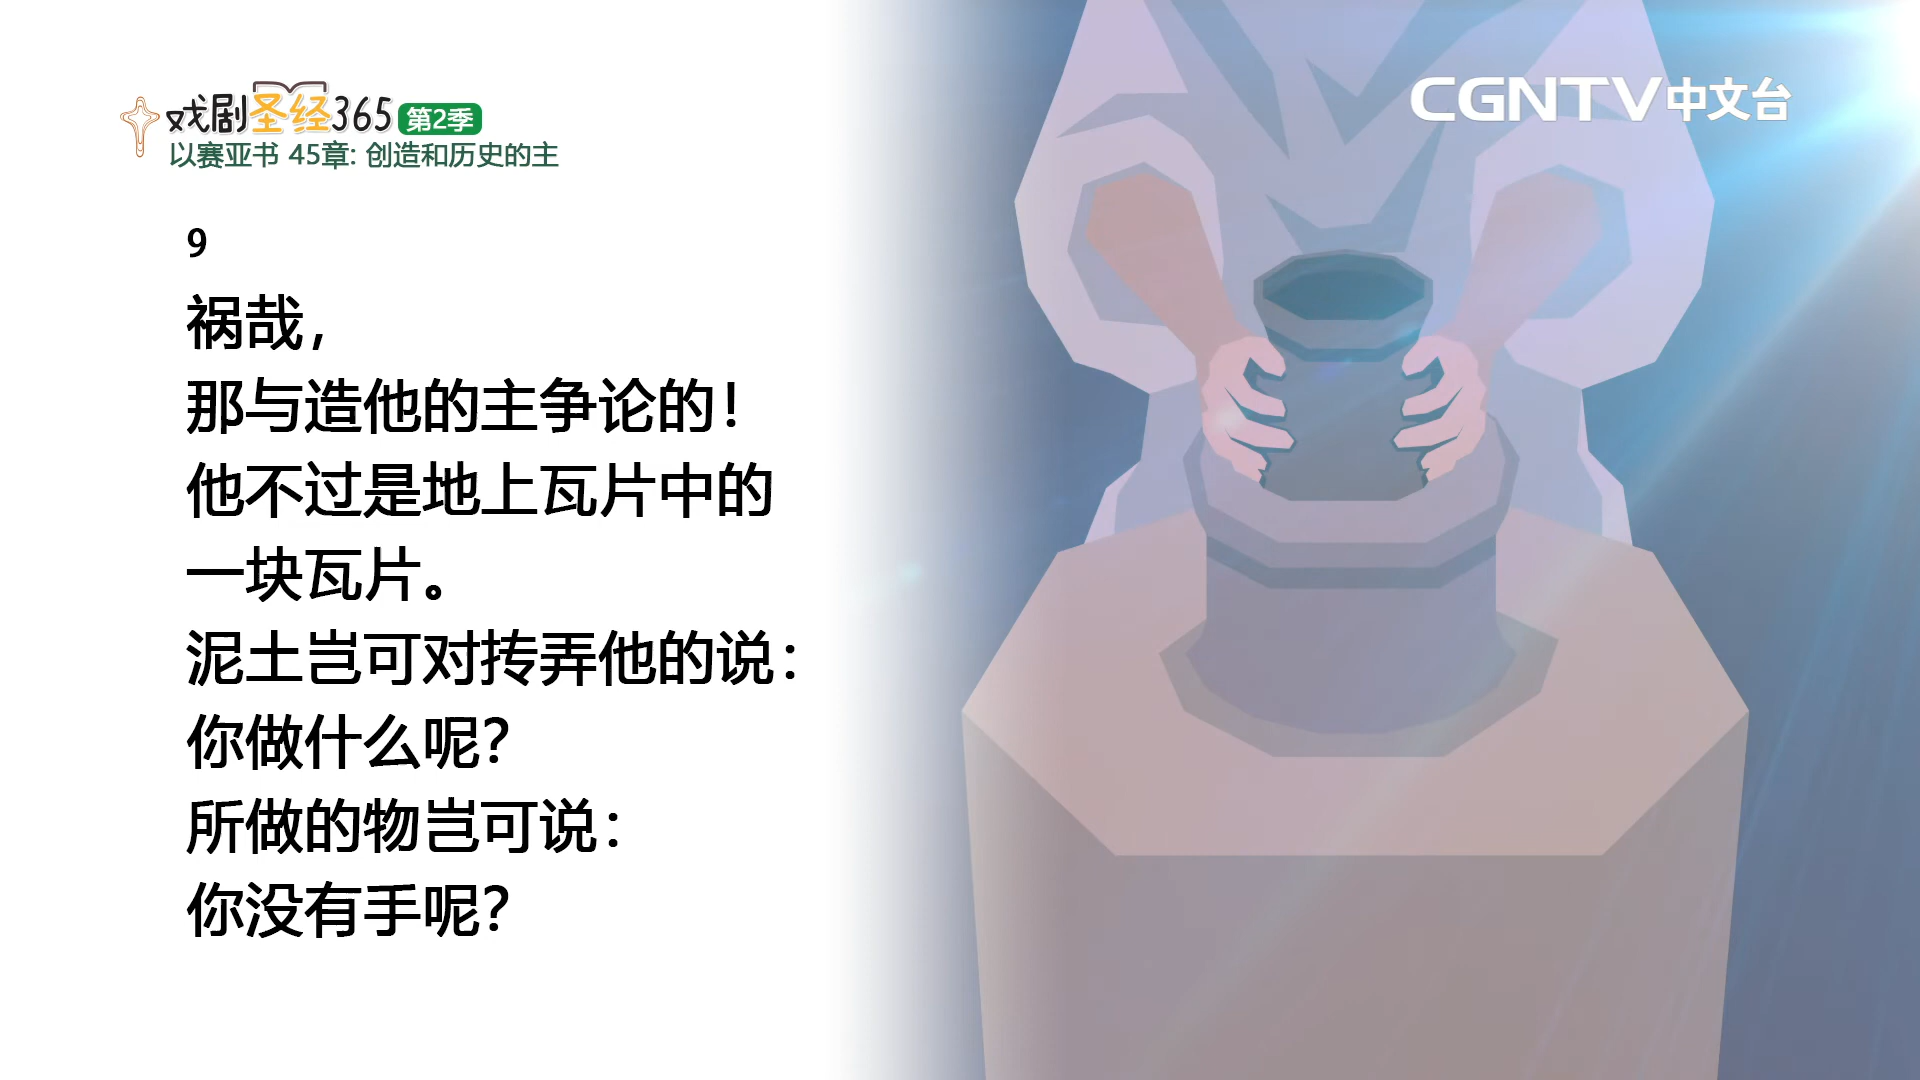 戏剧圣经365 第2季
以赛亚书 45章: 创造和历史的主
CGNTV中文台
9
祸哉，
那与造他的主争论的！
他不过是地上瓦片中的
一块瓦片。
泥土岂可对抟弄他的说：
你做什么呢？
所做的物岂可说：
你没有手呢？